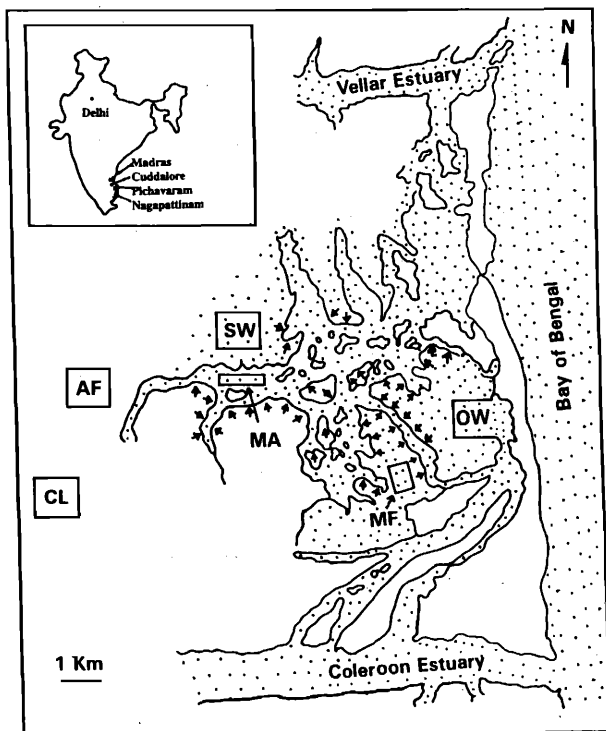 Delhi
Madras
Cuddalore
Pichavaram
Nagapattinam
Vellar Estuary
N
SW
AF
MA
OW
Bay of Bengal
CL
MF
1 Km
Coleroon Estuary